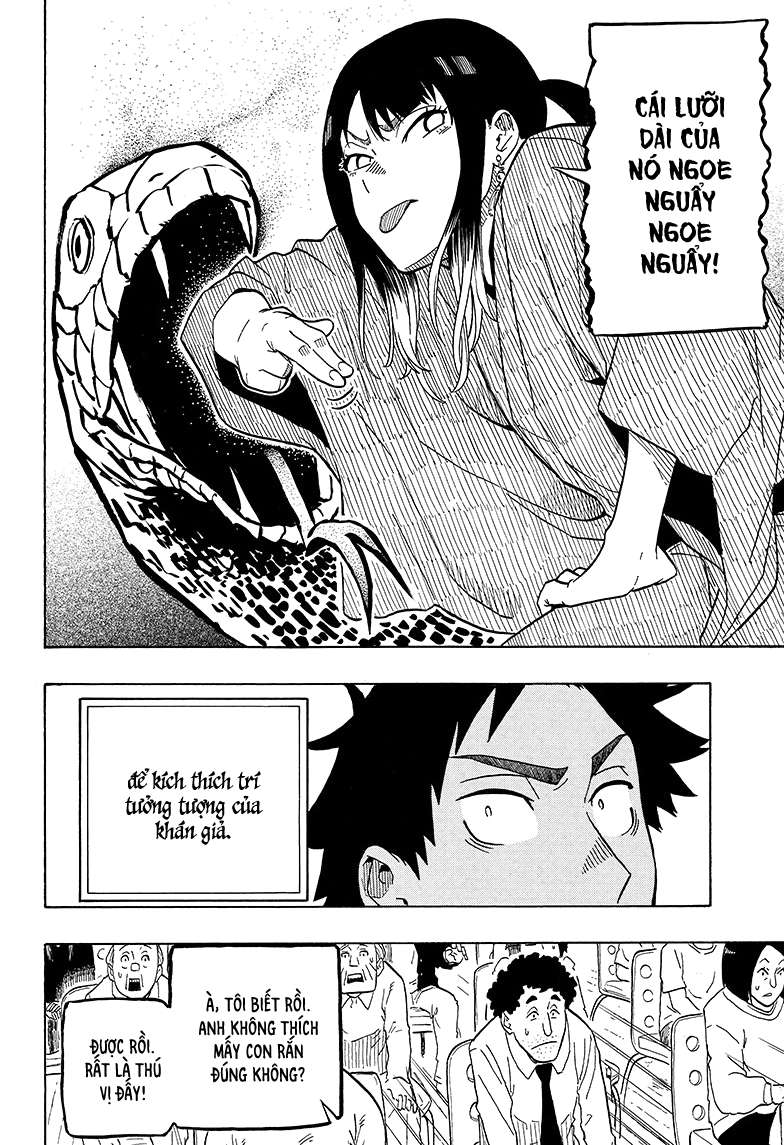 CÁI LƯỠI
DÀI CỦA
NÓ NGOE
NGUẨY
NGOE
NGUẨY!
để kích thích trí
tưởng tượng của
khán giả.
À, TÔI BIẾT RỒI.
ANH KHÔNG THÍCH
MẤY CON RẮN
ĐÚNG KHÔNG?
ĐƯỢC RỒI.
RẤT LÀ THÚ
VỊ ĐẤY!